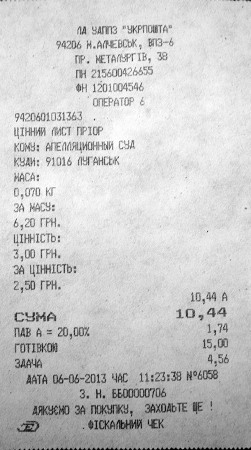 ЛА УДППЗ "УКРПОШТА"
94206 М.АЛЧЕВСЬК, ВПЗ-6
ПР. МЕТАЛУРГІВ, 38
ПН 215600426655
ФН 1201004546
ОПЕРАТОР 6
9420601031363 .
ЦІННИЙ ЛИСТ ПРІОР
КОМУ: АПЕЛЛЯЦІОННЫЙ СУД
КУДИ: 91016 ЛУГАНСЬК
МАСА:
0,070 КГ
ЗА МАСУ:
6,20 ГРН.
ЦІННІСТЬ:
3,00 ГРН.
ЗА ЦІННІСТЬ:
2,50 ГРН.
10,44 А
СУМА 10,44
ПДВ А = 20,00% 1,74
ГОТІВКОЮ 15,00
ЗДАЧА 4,56
ДАТА 06-06-2013 ЧАС 11:23:38 №6058
З. Н. ББ00000706
ДЯКУЄМО ЗА ПОКУПКУ, ЗАХОДЬТЕ ЩЕ !
ФІСКАЛЬНИЙ ЧЕК